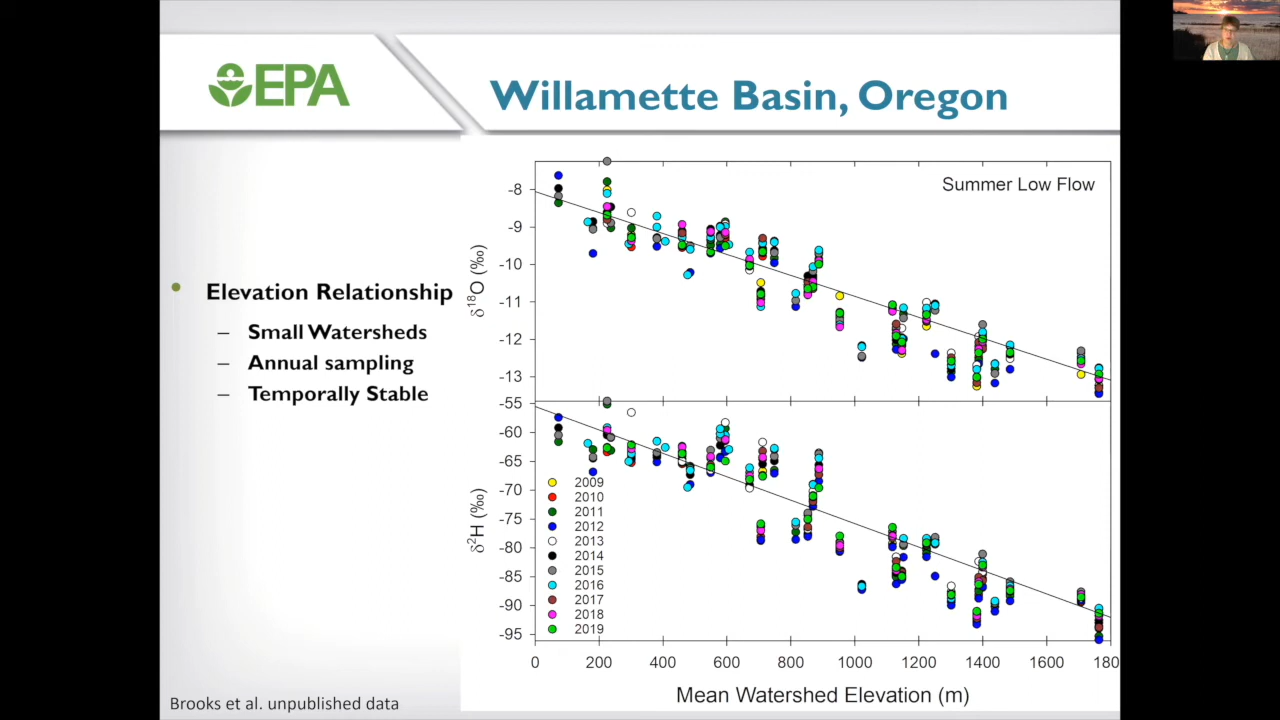 EPA
Willamette Basin, Oregon
Elevation Relationship
– Small Watersheds
– Annual sampling
– Temporally Stable
Summer Low Flow
δ18O (‰)
-8
-9
-10
-11
-12
-13
δ2H (‰)
-55
-60
-65
-70
-75
-80
-85
-90
-95
2009
2010
2011
2012
2013
2014
2015
2016
2017
2018
2019
0 200 400 600 800 1000 1200 1400 1600 180
Mean Watershed Elevation (m)
Brooks et al. unpublished data